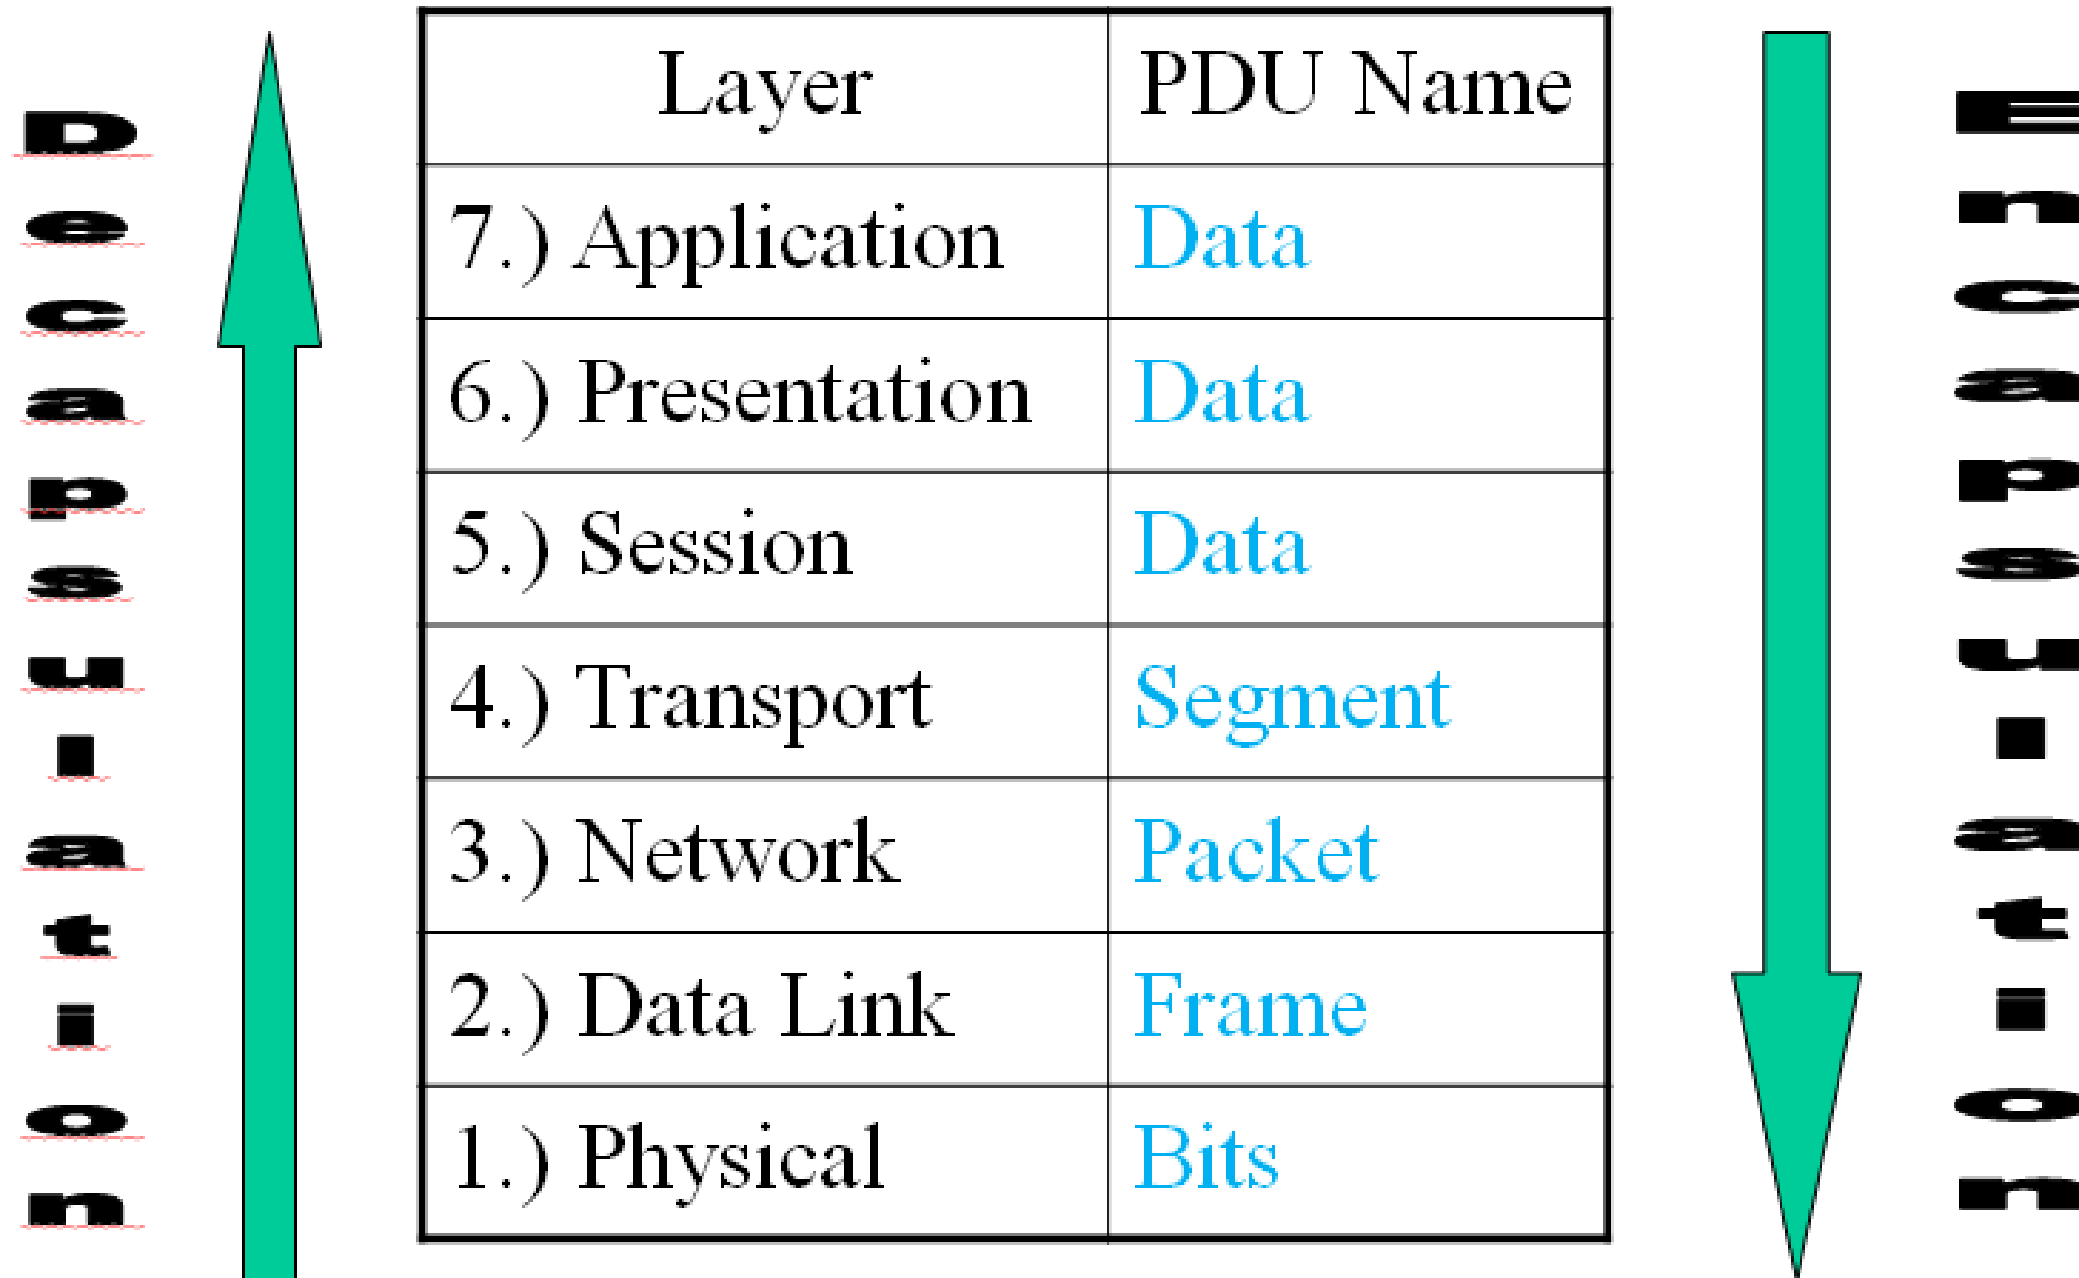 Decapsulation
Layer PDU Name
7.) Application Data
6.) Presentation Data
5.) Session Data
4.) Transport Segment
3.) Network Packet
2.) Data Link Frame
1.) Physical Bits
Encapsulation